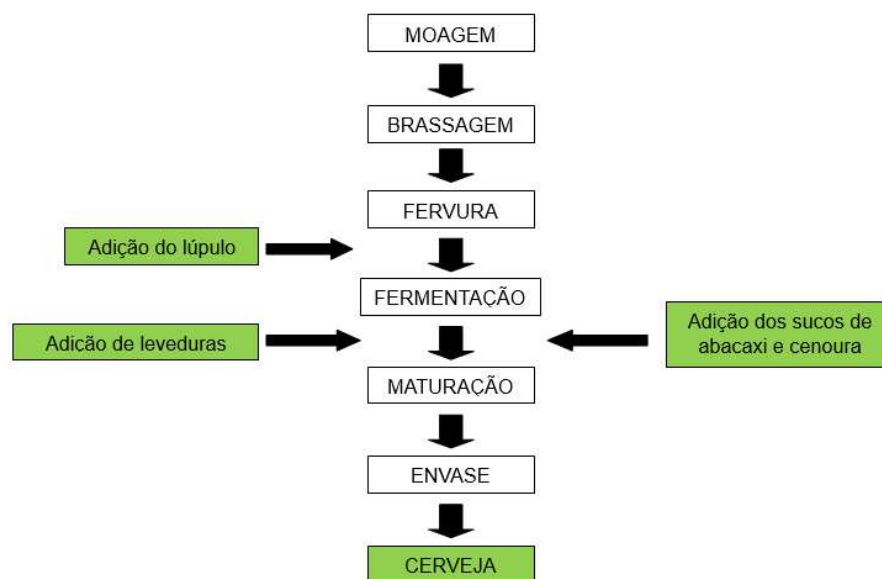 MOAGEM
BRASSAGEM
FERVURA
Adição do lúpulo
FERMENTAÇÃO
Adição de leveduras
Adição dos sucos de
abacaxi e cenoura
MATURAÇÃO
ENVASE
CERVEJA